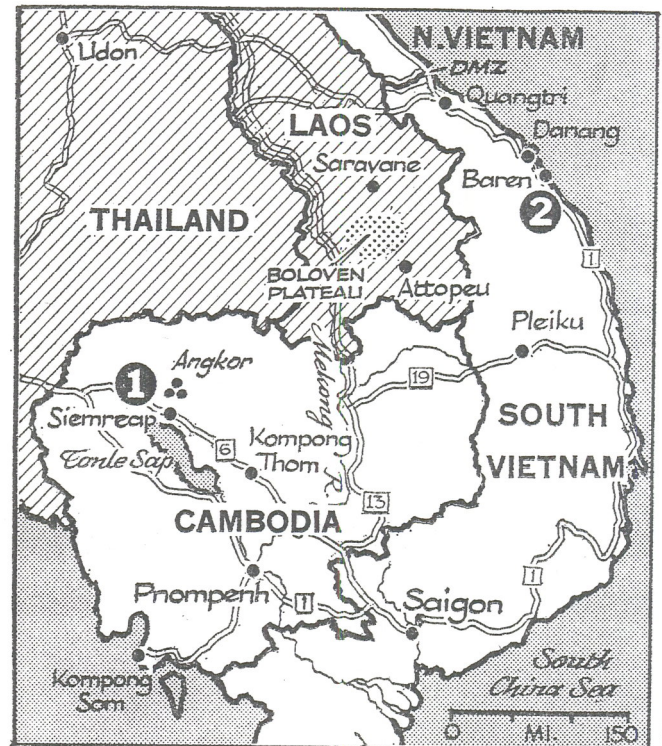 N.VIETNAM
Udon
DMZ
Quangtri
LAOS
Danang
Saravane
Baren
THAILAND
2
1
BOLOVEN
PLATEAU
Attopeu
Pleiku
Mekong R.
Angkor
1
19
Siemreap
SOUTH
VIETNAM
6
Kompong
Thom
Tonle Sap
13
CAMBODIA
1
Pnompenh
1
Saigon
Kompong
Som
South
China Sea
0 MI. 150